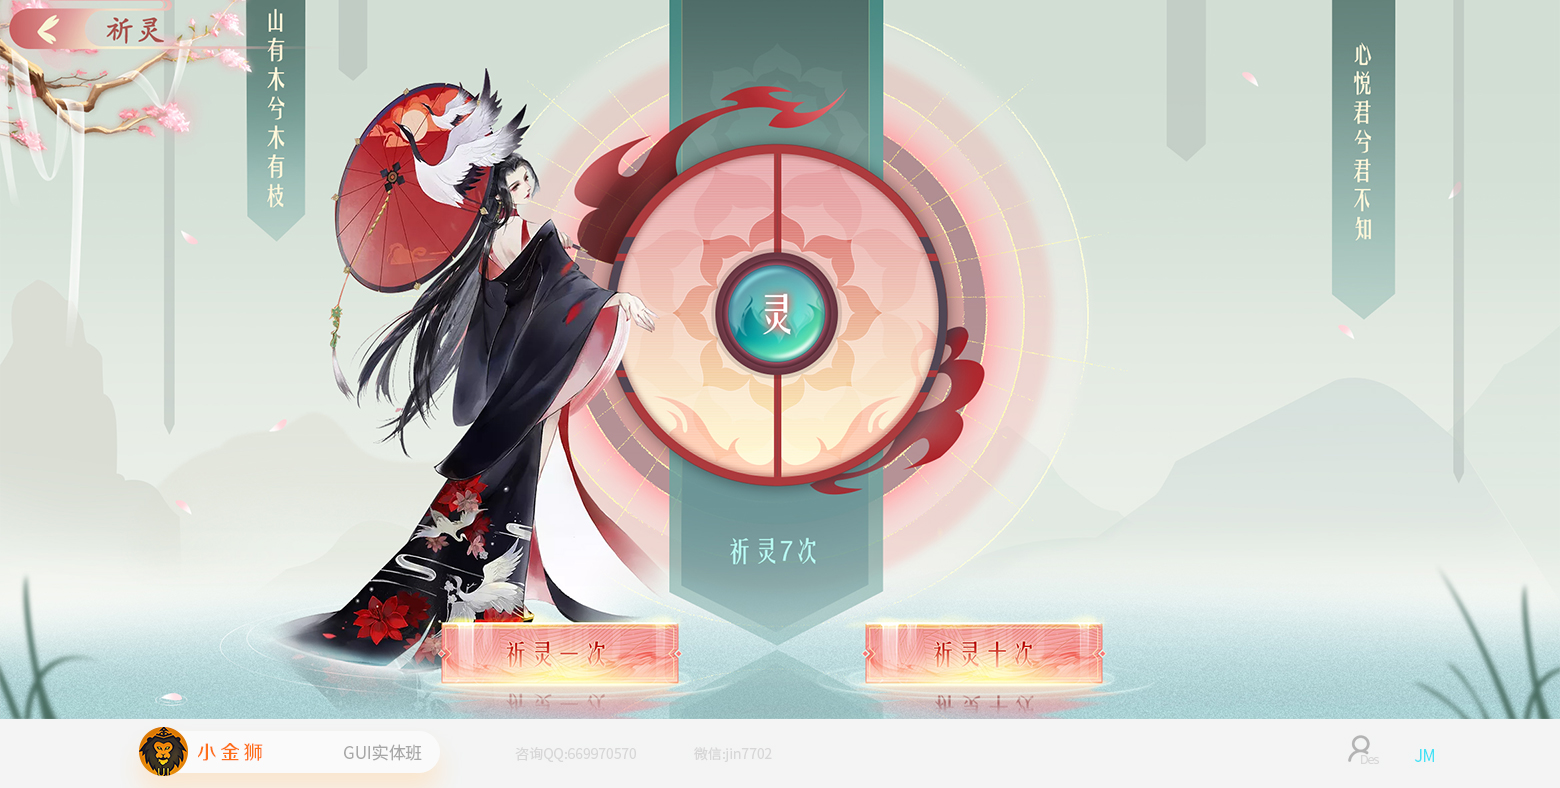 祈灵
山有木兮木有枝
心悦君兮君不知
灵
祈灵7次
祈灵一次
祈灵十次
小金狮
GUI实体班
咨询QQ:669970570
微信:jin7702
Des
JM
UI